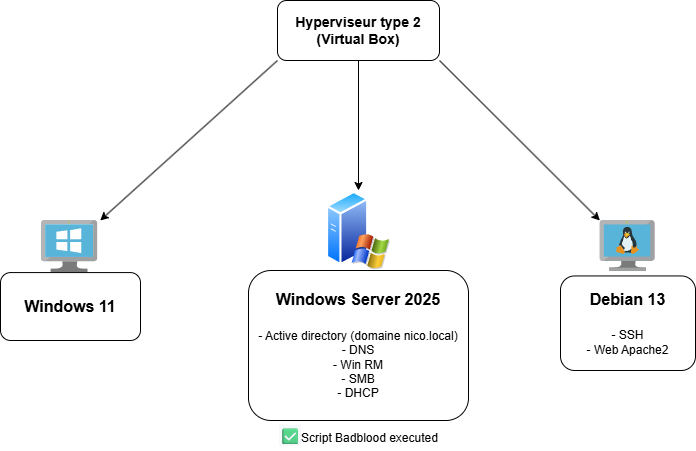 Hyperviseur type 2
(Virtual Box)
Windows 11
Windows Server 2025
- Active directory (domaine nico.local)
- DNS
- Win RM
- SMB
- DHCP
Debian 13
- SSH
- Web Apache2
Script Badblood executed